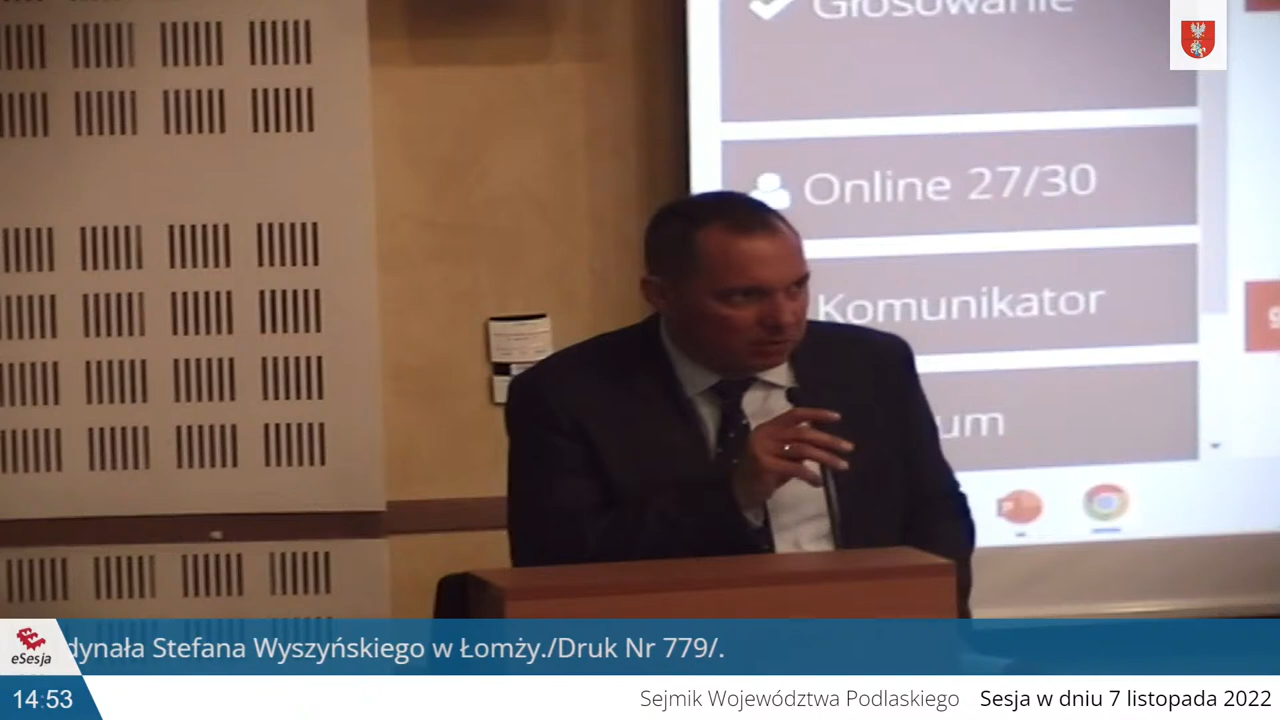 Głosowanie
Online 27/30
Komunikator
um
dynała Stefana Wyszyńskiego w Łomży./Druk Nr 779/.
eSesja
14:53
Sejmik Województwa Podlaskiego
Sesja w dniu 7 listopada 2022